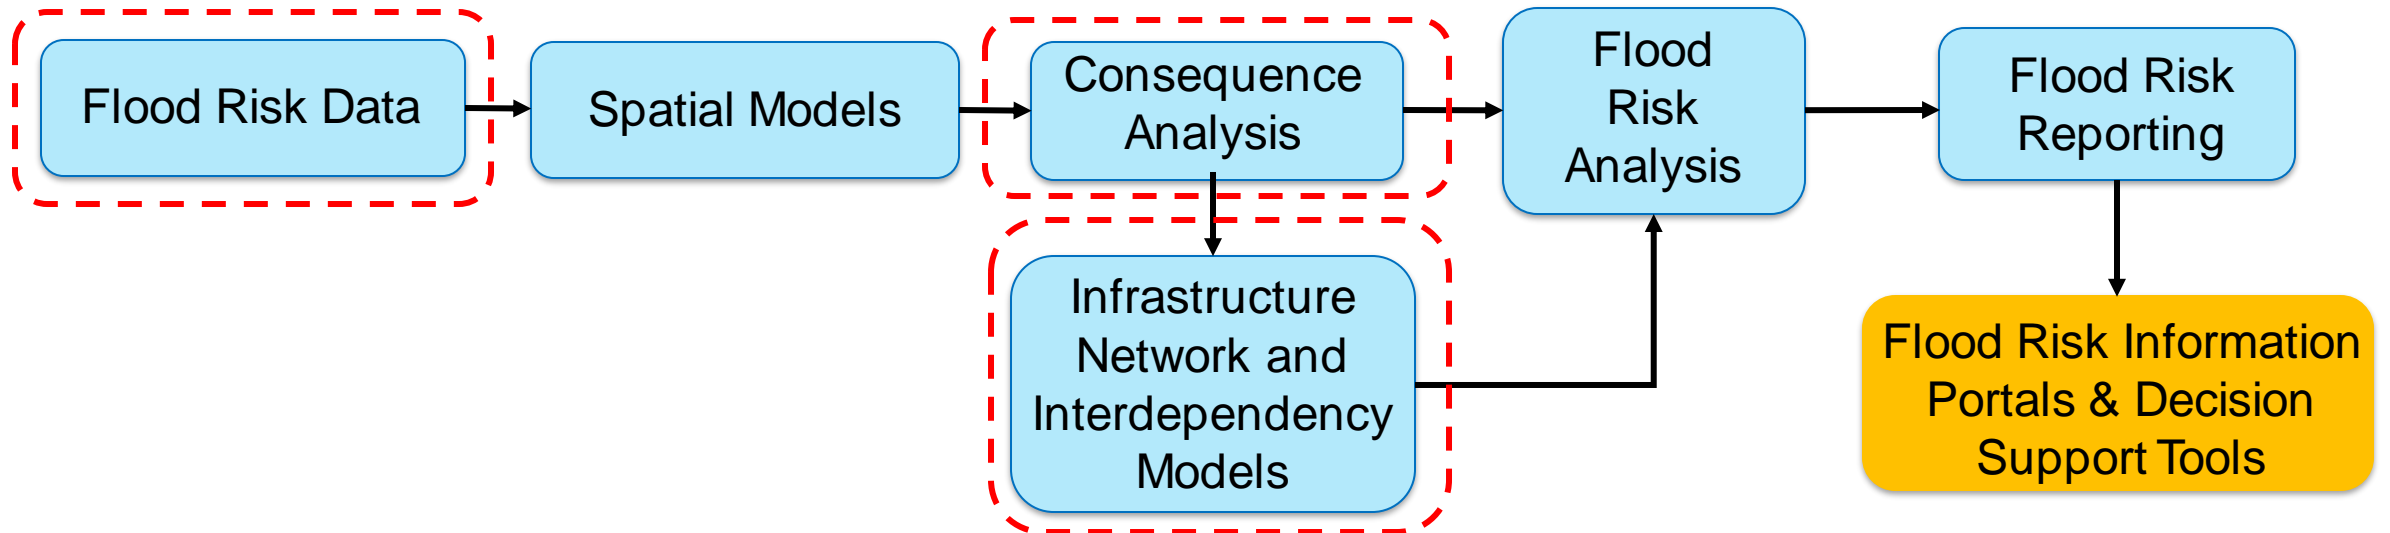 Flood Risk Data
Spatial Models
Consequence
Analysis
Flood
Risk
Analysis
Flood Risk
Reporting
Infrastructure
Network and
Interdependency
Models
Flood Risk Information
Portals & Decision
Support Tools